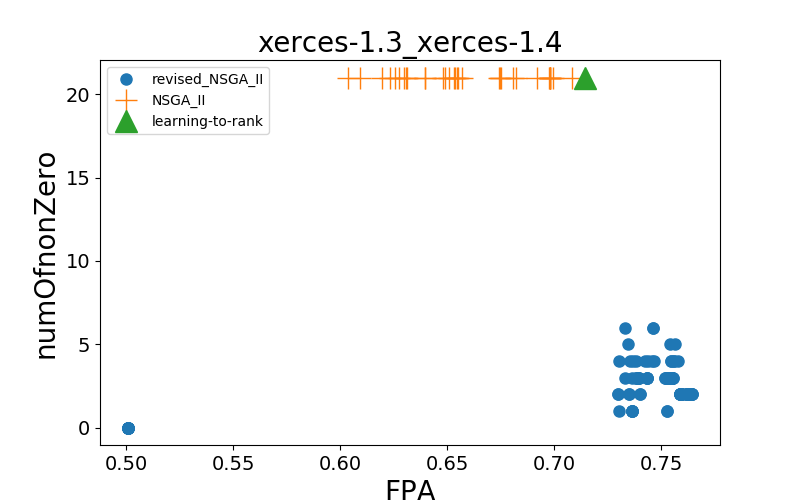 xerces-1.3_xerces-1.4
revised_NSGA_II
NSGA_II
learning-to-rank
numOfnonZero
20
15
10
5
0
0.50 0.55 0.60 0.65 0.70 0.75
FPA